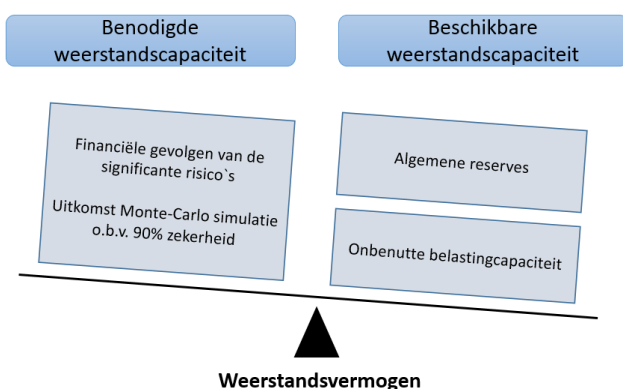 Benodigde
weerstandscapaciteit
Beschikbare
weerstandscapaciteit
Financiële gevolgen van de
significante risico`s
Uitkomst Monte-Carlo simulatie
o.b.v. 90% zekerheid
Algemene reserves
Onbenutte belastingcapaciteit
Weerstandsvermogen